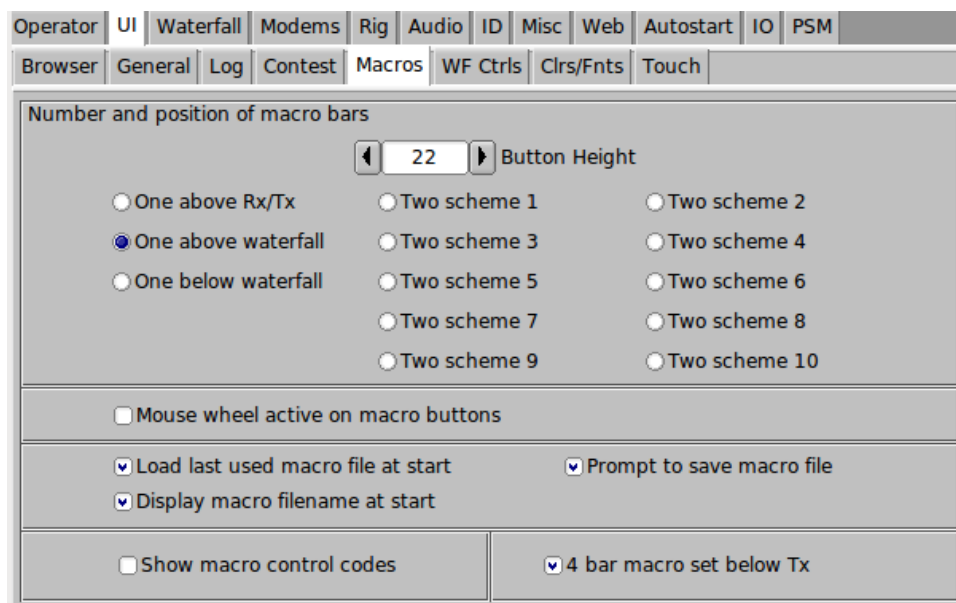 Operator UI Waterfall Modems Rig Audio ID Misc Web Autostart IO PSM
Browser General Log Contest Macros WF Ctrls Clrs/Fnts Touch
Number and position of macro bars
22 Button Height
One above Rx/Tx Two scheme 1 Two scheme 2
One above waterfall Two scheme 3 Two scheme 4
One below waterfall Two scheme 5 Two scheme 6
Two scheme 7 Two scheme 8
Two scheme 9 Two scheme 10
Mouse wheel active on macro buttons
Load last used macro file at start Prompt to save macro file
Display macro filename at start
Show macro control codes 4 bar macro set below Tx